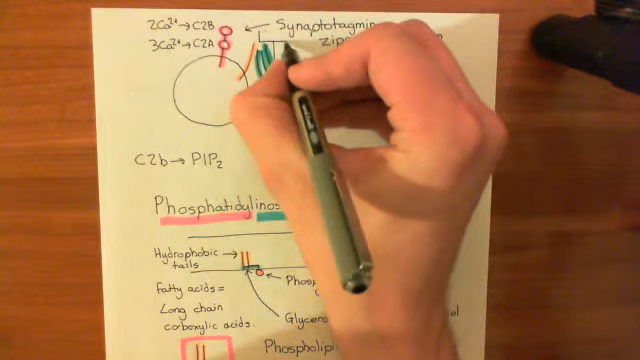 2Ca²⁺→ C2B
Synaptotagmin
3Ca²⁺→ C2A
zip
?
C2b → PIP₂
Phosphatidylinos
Hydrophobic →
tails
← Phosp
Fatty acids =
Long chain
Glycero
ol
carboxylic acids.
Phospholipi